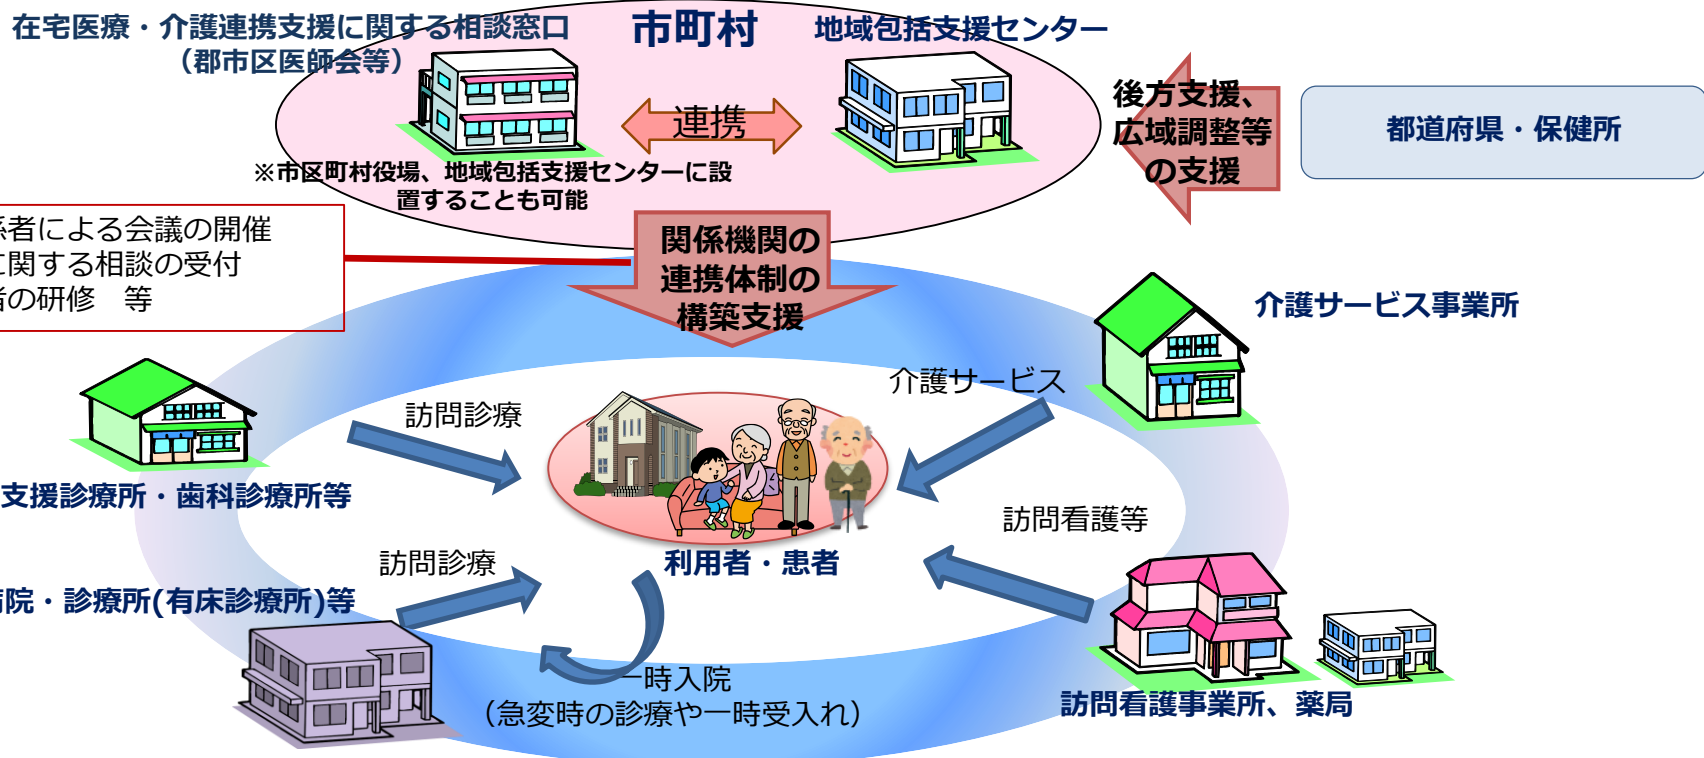 在宅医療・介護連携支援に関する相談窓口
（郡市区医師会等）
市町村
地域包括支援センター
連携
※市区町村役場、地域包括支援センターに設
置することも可能
後方支援、
広域調整等
の支援
都道府県・保健所
係者による会議の開催
に関する相談の受付
者の研修　等
関係機関の
連携体制の
構築支援
介護サービス事業所
介護サービス
訪問診療
支援診療所・歯科診療所等
訪問看護等
利用者・患者
訪問診療
病院・診療所(有床診療所)等
一時入院
（急変時の診療や一時受入れ）
訪問看護事業所、薬局